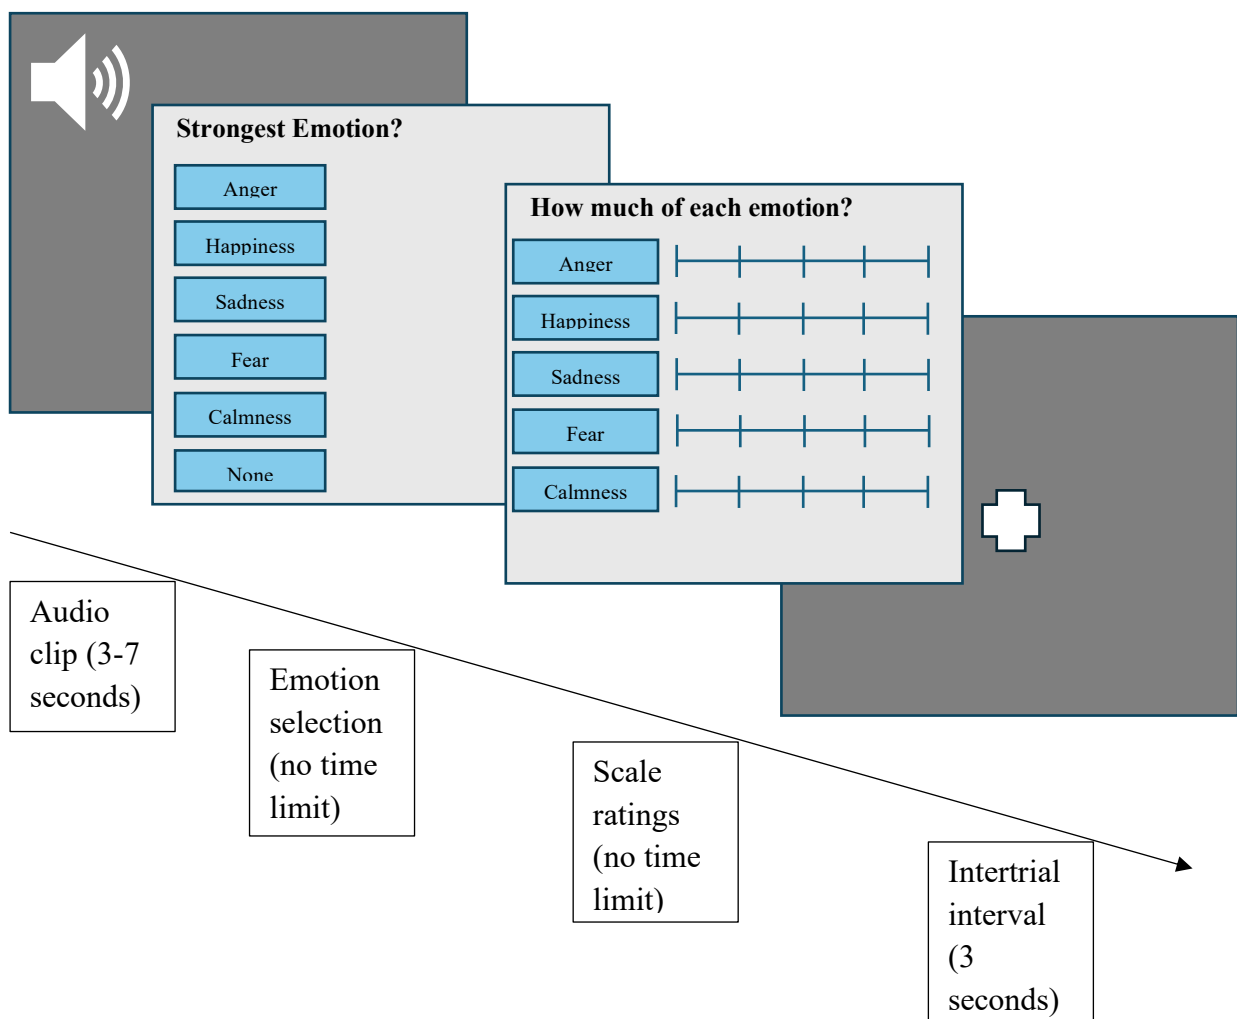 Strongest Emotion?
Anger
Happiness
Sadness
Fear
Calmness
None
How much of each emotion?
Anger
Happiness
Sadness
Fear
Calmness
Audio
clip (3-7
seconds)
Emotion
selection
(no time
limit)
Scale
ratings
(no time
limit)
Intertrial
interval
(3
seconds)